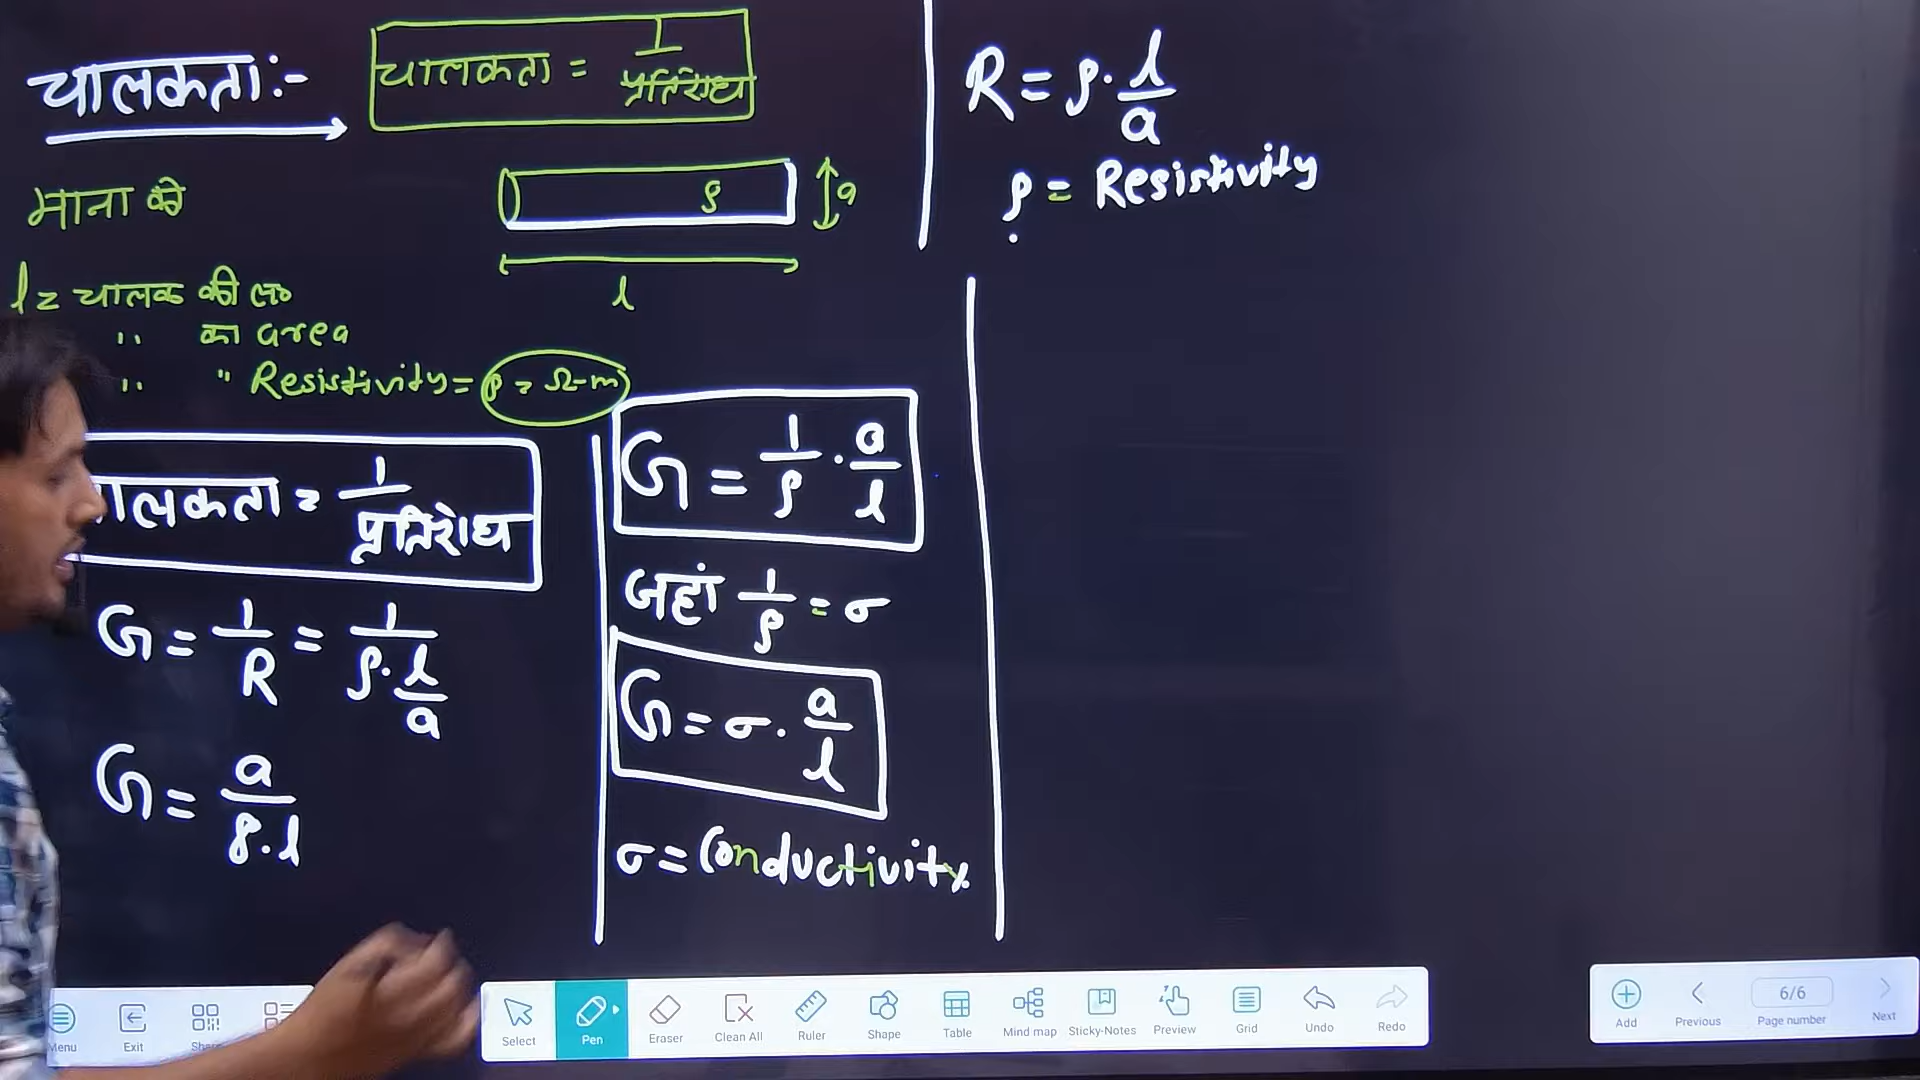 चालकता:-
चालकता = 1/प्रतिरोध
माना की
ρ
a
l
l = चालक की ल०
" का area
" " Resistivity = ρ = Ω-m
ालकता = 1/प्रतिरोध
G = 1/R = 1/ρ.l/a
G = a/ρ.l
G = 1/ρ . a/l
जहां 1/ρ = σ
G = σ . a/l
σ = Conductivity.
R = ρ. l/a
ρ = Resistivity
Menu
Exit
Select
Pen
Eraser
Clean All
Ruler
Shape
Table
Mind map
Sticky-Notes
Preview
Grid
Undo
Redo
Add
Previous
6/6
Page number
Next